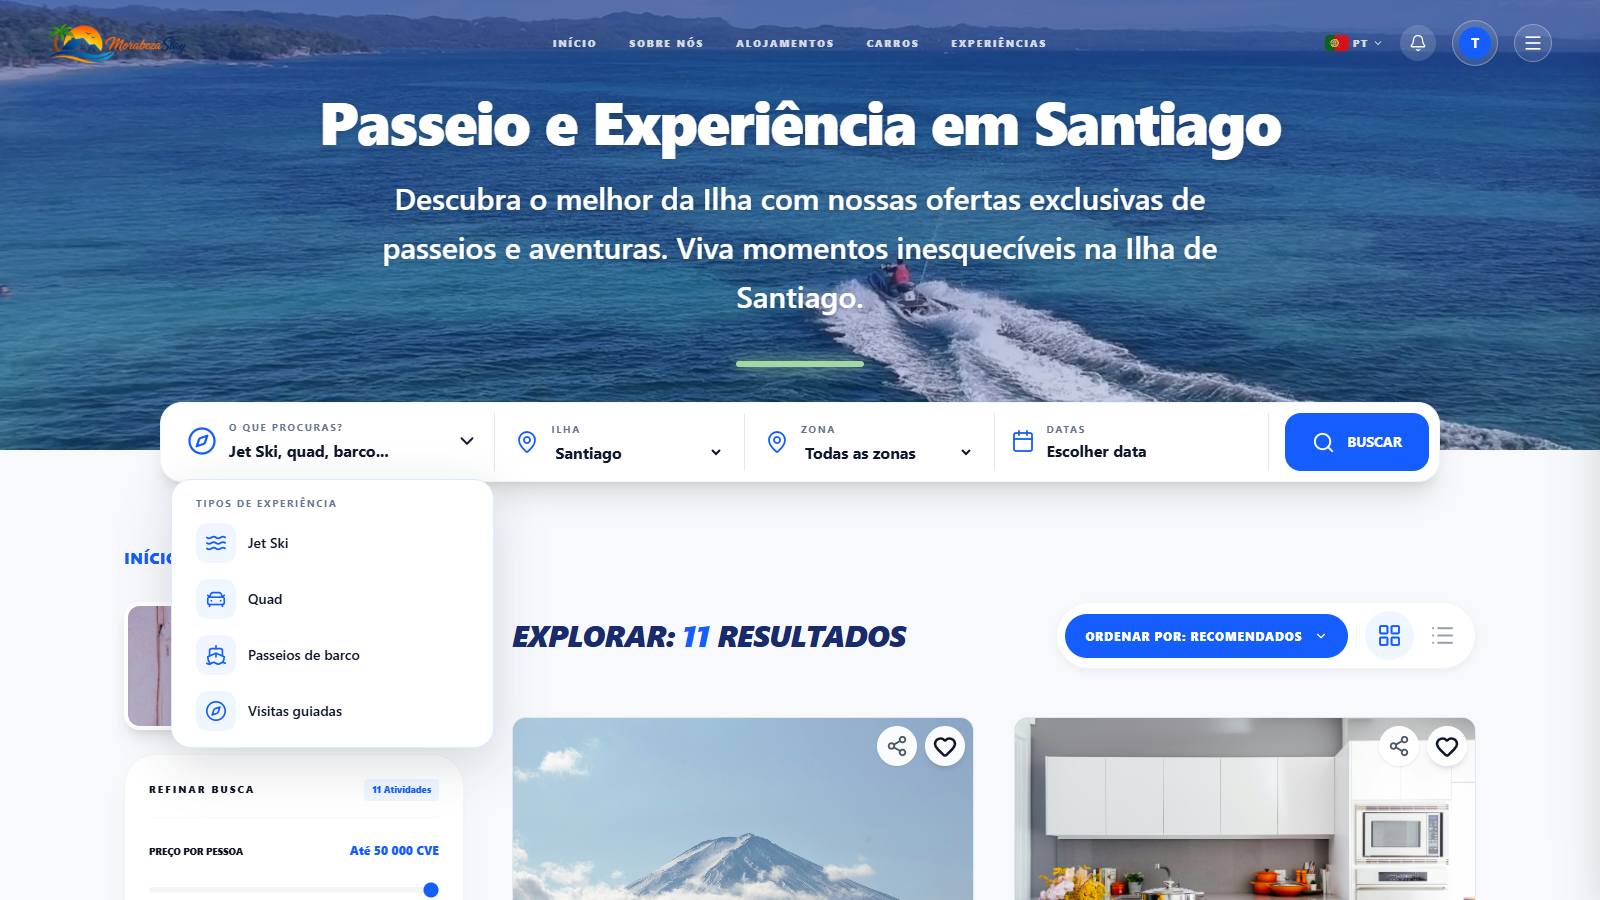 Morabeza Stay
INÍCIO
SOBRE NÓS
ALOJAMENTOS
CARROS
EXPERIÊNCIAS
PT
T
Passeio e Experiência em Santiago
Descubra o melhor da Ilha com nossas ofertas exclusivas de
passeios e aventuras. Viva momentos inesquecíveis na Ilha de
Santiago.
O QUE PROCURAS?
Jet Ski, quad, barco...
ILHA
Santiago
ZONA
Todas as zonas
DATAS
Escolher data
BUSCAR
TIPOS DE EXPERIÊNCIA
Jet Ski
Quad
Passeios de barco
Visitas guiadas
INÍCIO
EXPLORAR: 11 RESULTADOS
ORDENAR POR: RECOMENDADOS
REFINAR BUSCA
11 Atividades
PREÇO POR PESSOA
Até 50 000 CVE